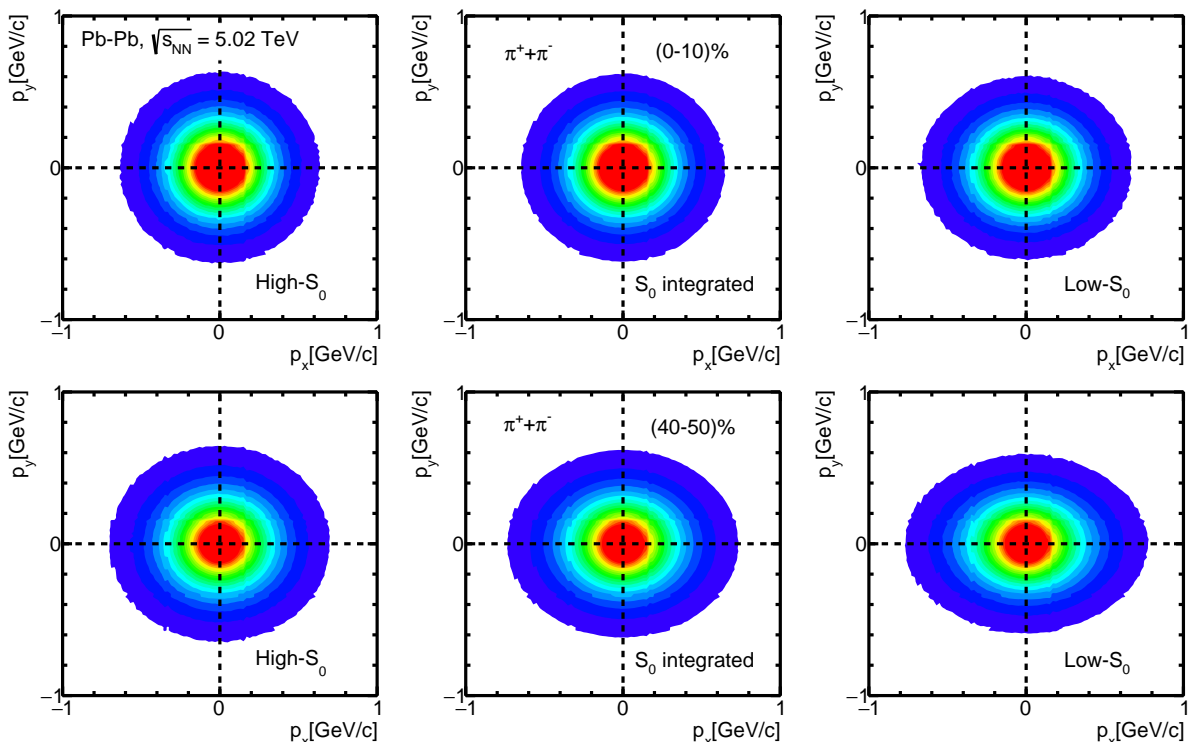 Pb-Pb, √s_NN = 5.02 TeV
p_y[GeV/c]
1
0
−1
High-S_0
−1
0
1
p_x[GeV/c]
π^+ + π^-
(0-10)%
p_y[GeV/c]
1
0
−1
S_0 integrated
−1
0
1
p_x[GeV/c]
p_y[GeV/c]
1
0
−1
Low-S_0
−1
0
1
p_x[GeV/c]
p_y[GeV/c]
1
0
−1
High-S_0
−1
0
1
p_x[GeV/c]
π^+ + π^-
(40-50)%
p_y[GeV/c]
1
0
−1
S_0 integrated
−1
0
1
p_x[GeV/c]
p_y[GeV/c]
1
0
−1
Low-S_0
−1
0
1
p_x[GeV/c]